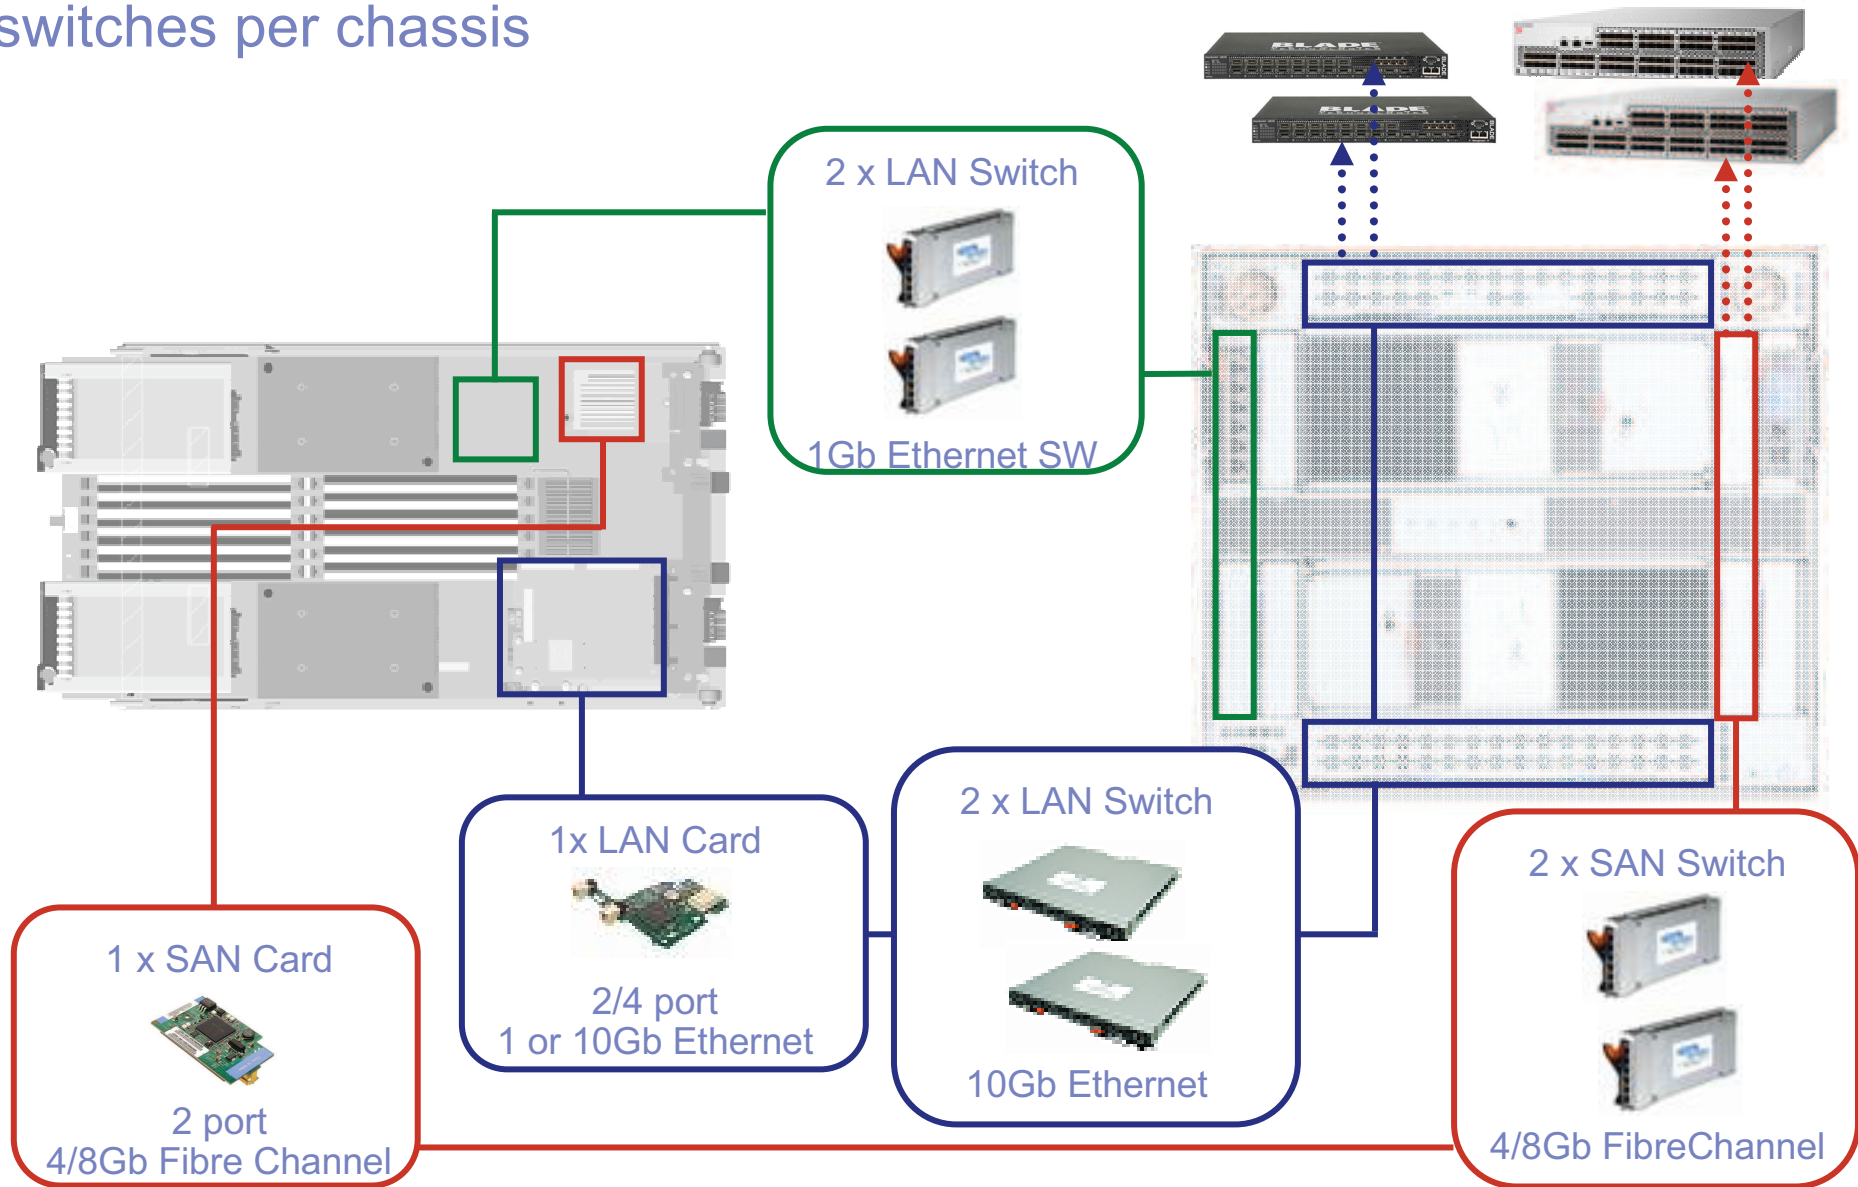 switches per chassis
BLADE
BLADE
2 x LAN Switch
1Gb Ethernet SW
1x LAN Card
2/4 port
1 or 10Gb Ethernet
2 x LAN Switch
10Gb Ethernet
2 x SAN Switch
4/8Gb FibreChannel
1 x SAN Card
2 port
4/8Gb Fibre Channel